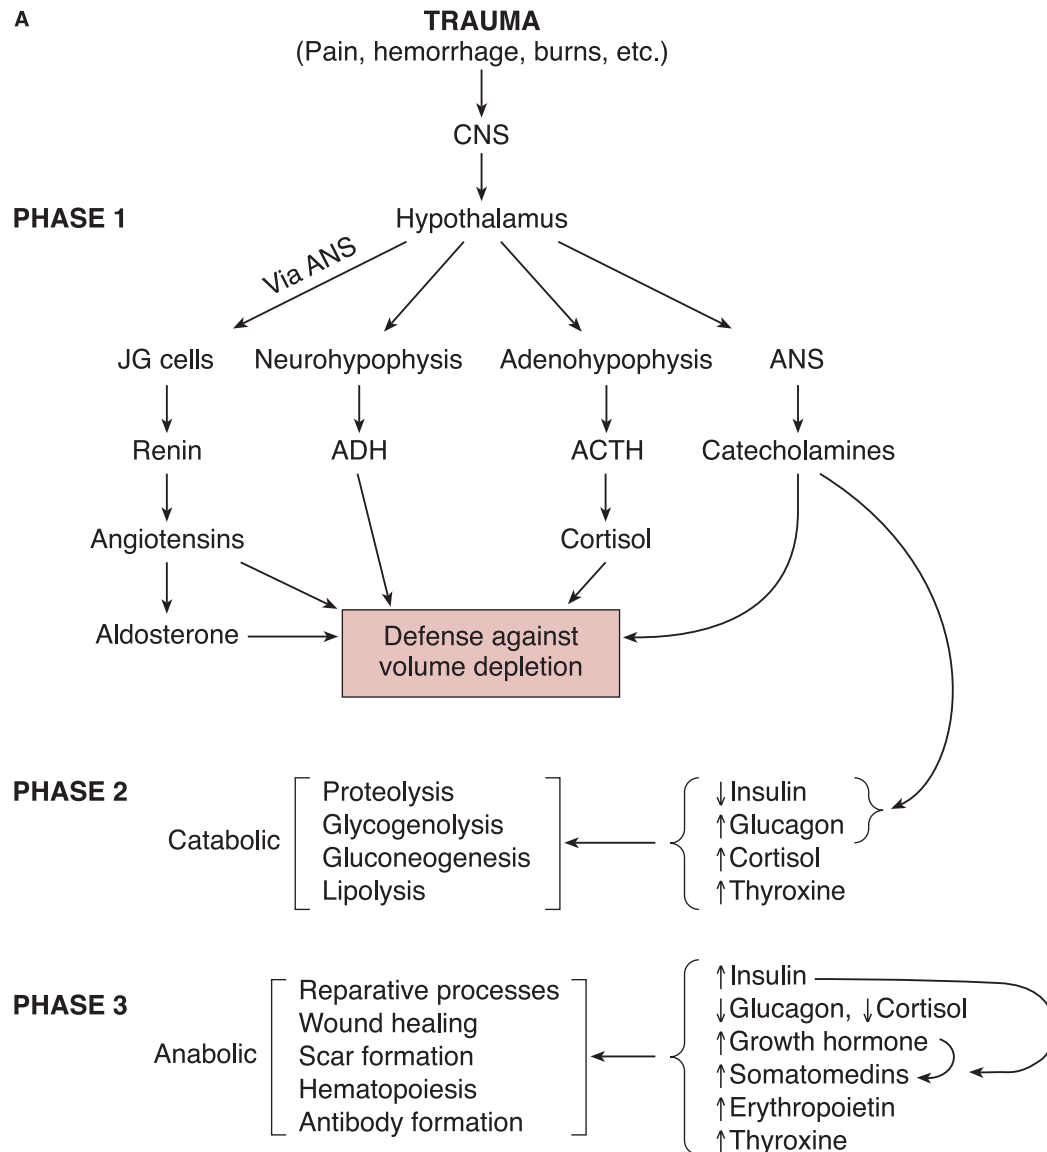 A
TRAUMA
(Pain, hemorrhage, burns, etc.)
CNS
PHASE 1
Hypothalamus
Via ANS
JG cells
Neurohypophysis
Adenohypophysis
ANS
Renin
ADH
ACTH
Catecholamines
Angiotensins
Cortisol
Aldosterone
Defense against
volume depletion
PHASE 2
Catabolic
Proteolysis
Glycogenolysis
Gluconeogenesis
Lipolysis
↓Insulin
↑Glucagon
↑Cortisol
↑Thyroxine
PHASE 3
Anabolic
Reparative processes
Wound healing
Scar formation
Hematopoiesis
Antibody formation
↑Insulin
↓Glucagon, ↓Cortisol
↑Growth hormone
↑Somatomedins
↑Erythropoietin
↑Thyroxine